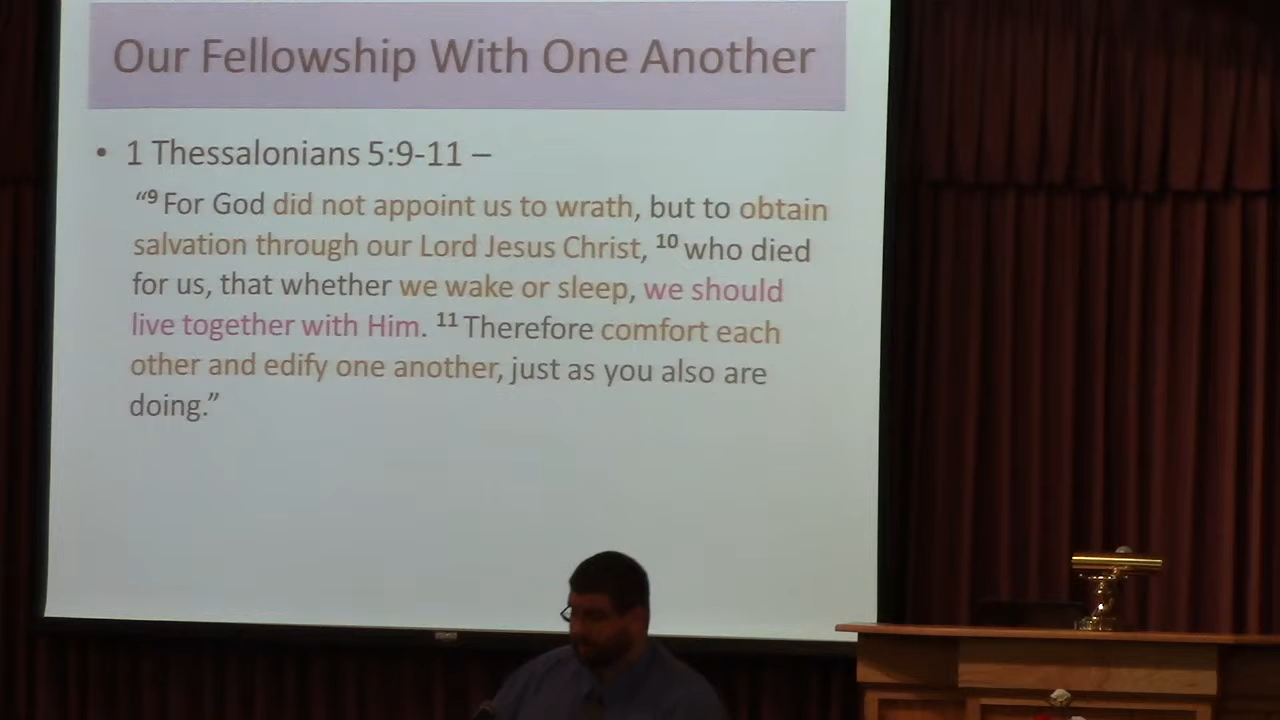 Our Fellowship With One Another
• 1 Thessalonians 5:9-11 –
“⁹ For God did not appoint us to wrath, but to obtain
salvation through our Lord Jesus Christ, ¹⁰ who died
for us, that whether we wake or sleep, we should
live together with Him. ¹¹ Therefore comfort each
other and edify one another, just as you also are
doing.”